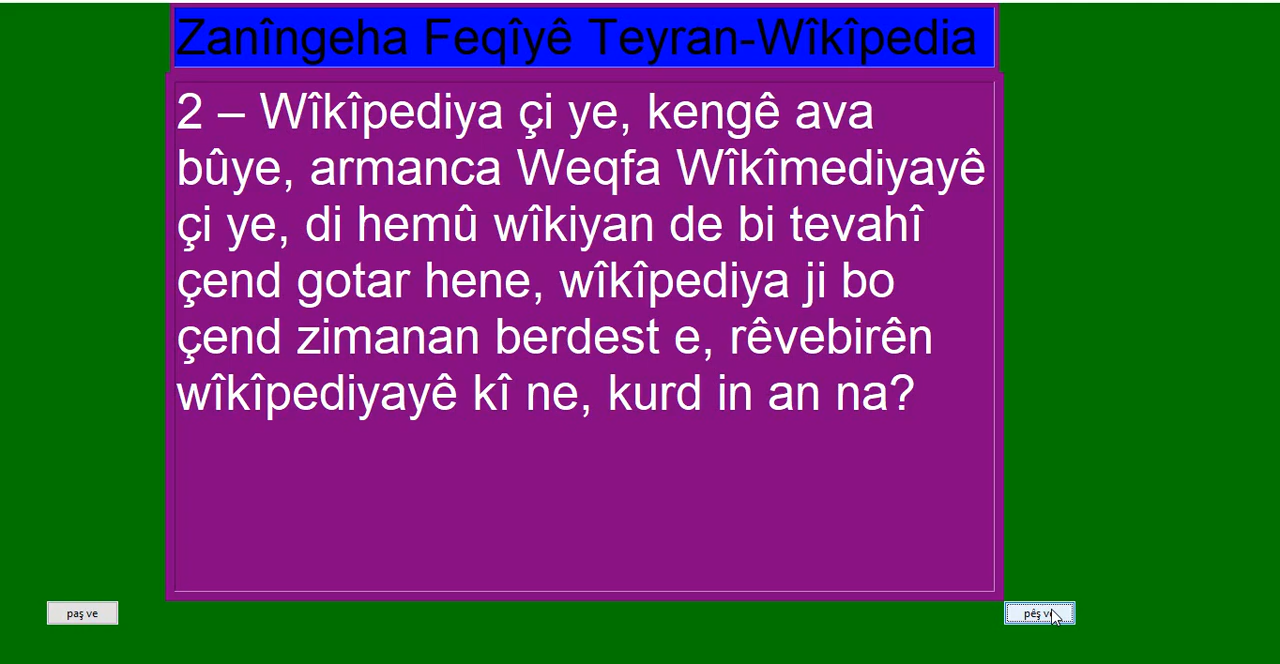 Zanîngeha Feqîyê Teyran-Wîkîpedia
2 – Wîkîpediya çi ye, kengê ava
bûye, armanca Weqfa Wîkîmediyayê
çi ye, di hemû wîkiyan de bi tevahî
çend gotar hene, wîkîpediya ji bo
çend zimanan berdest e, rêvebirên
wîkîpediyayê kî ne, kurd in an na?
paş ve
pêş